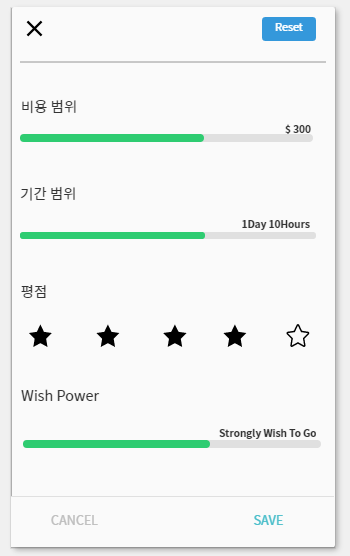 Reset
비용 범위
$ 300
기간 범위
1Day 10Hours
평점
Wish Power
Strongly Wish To Go
CANCEL
SAVE